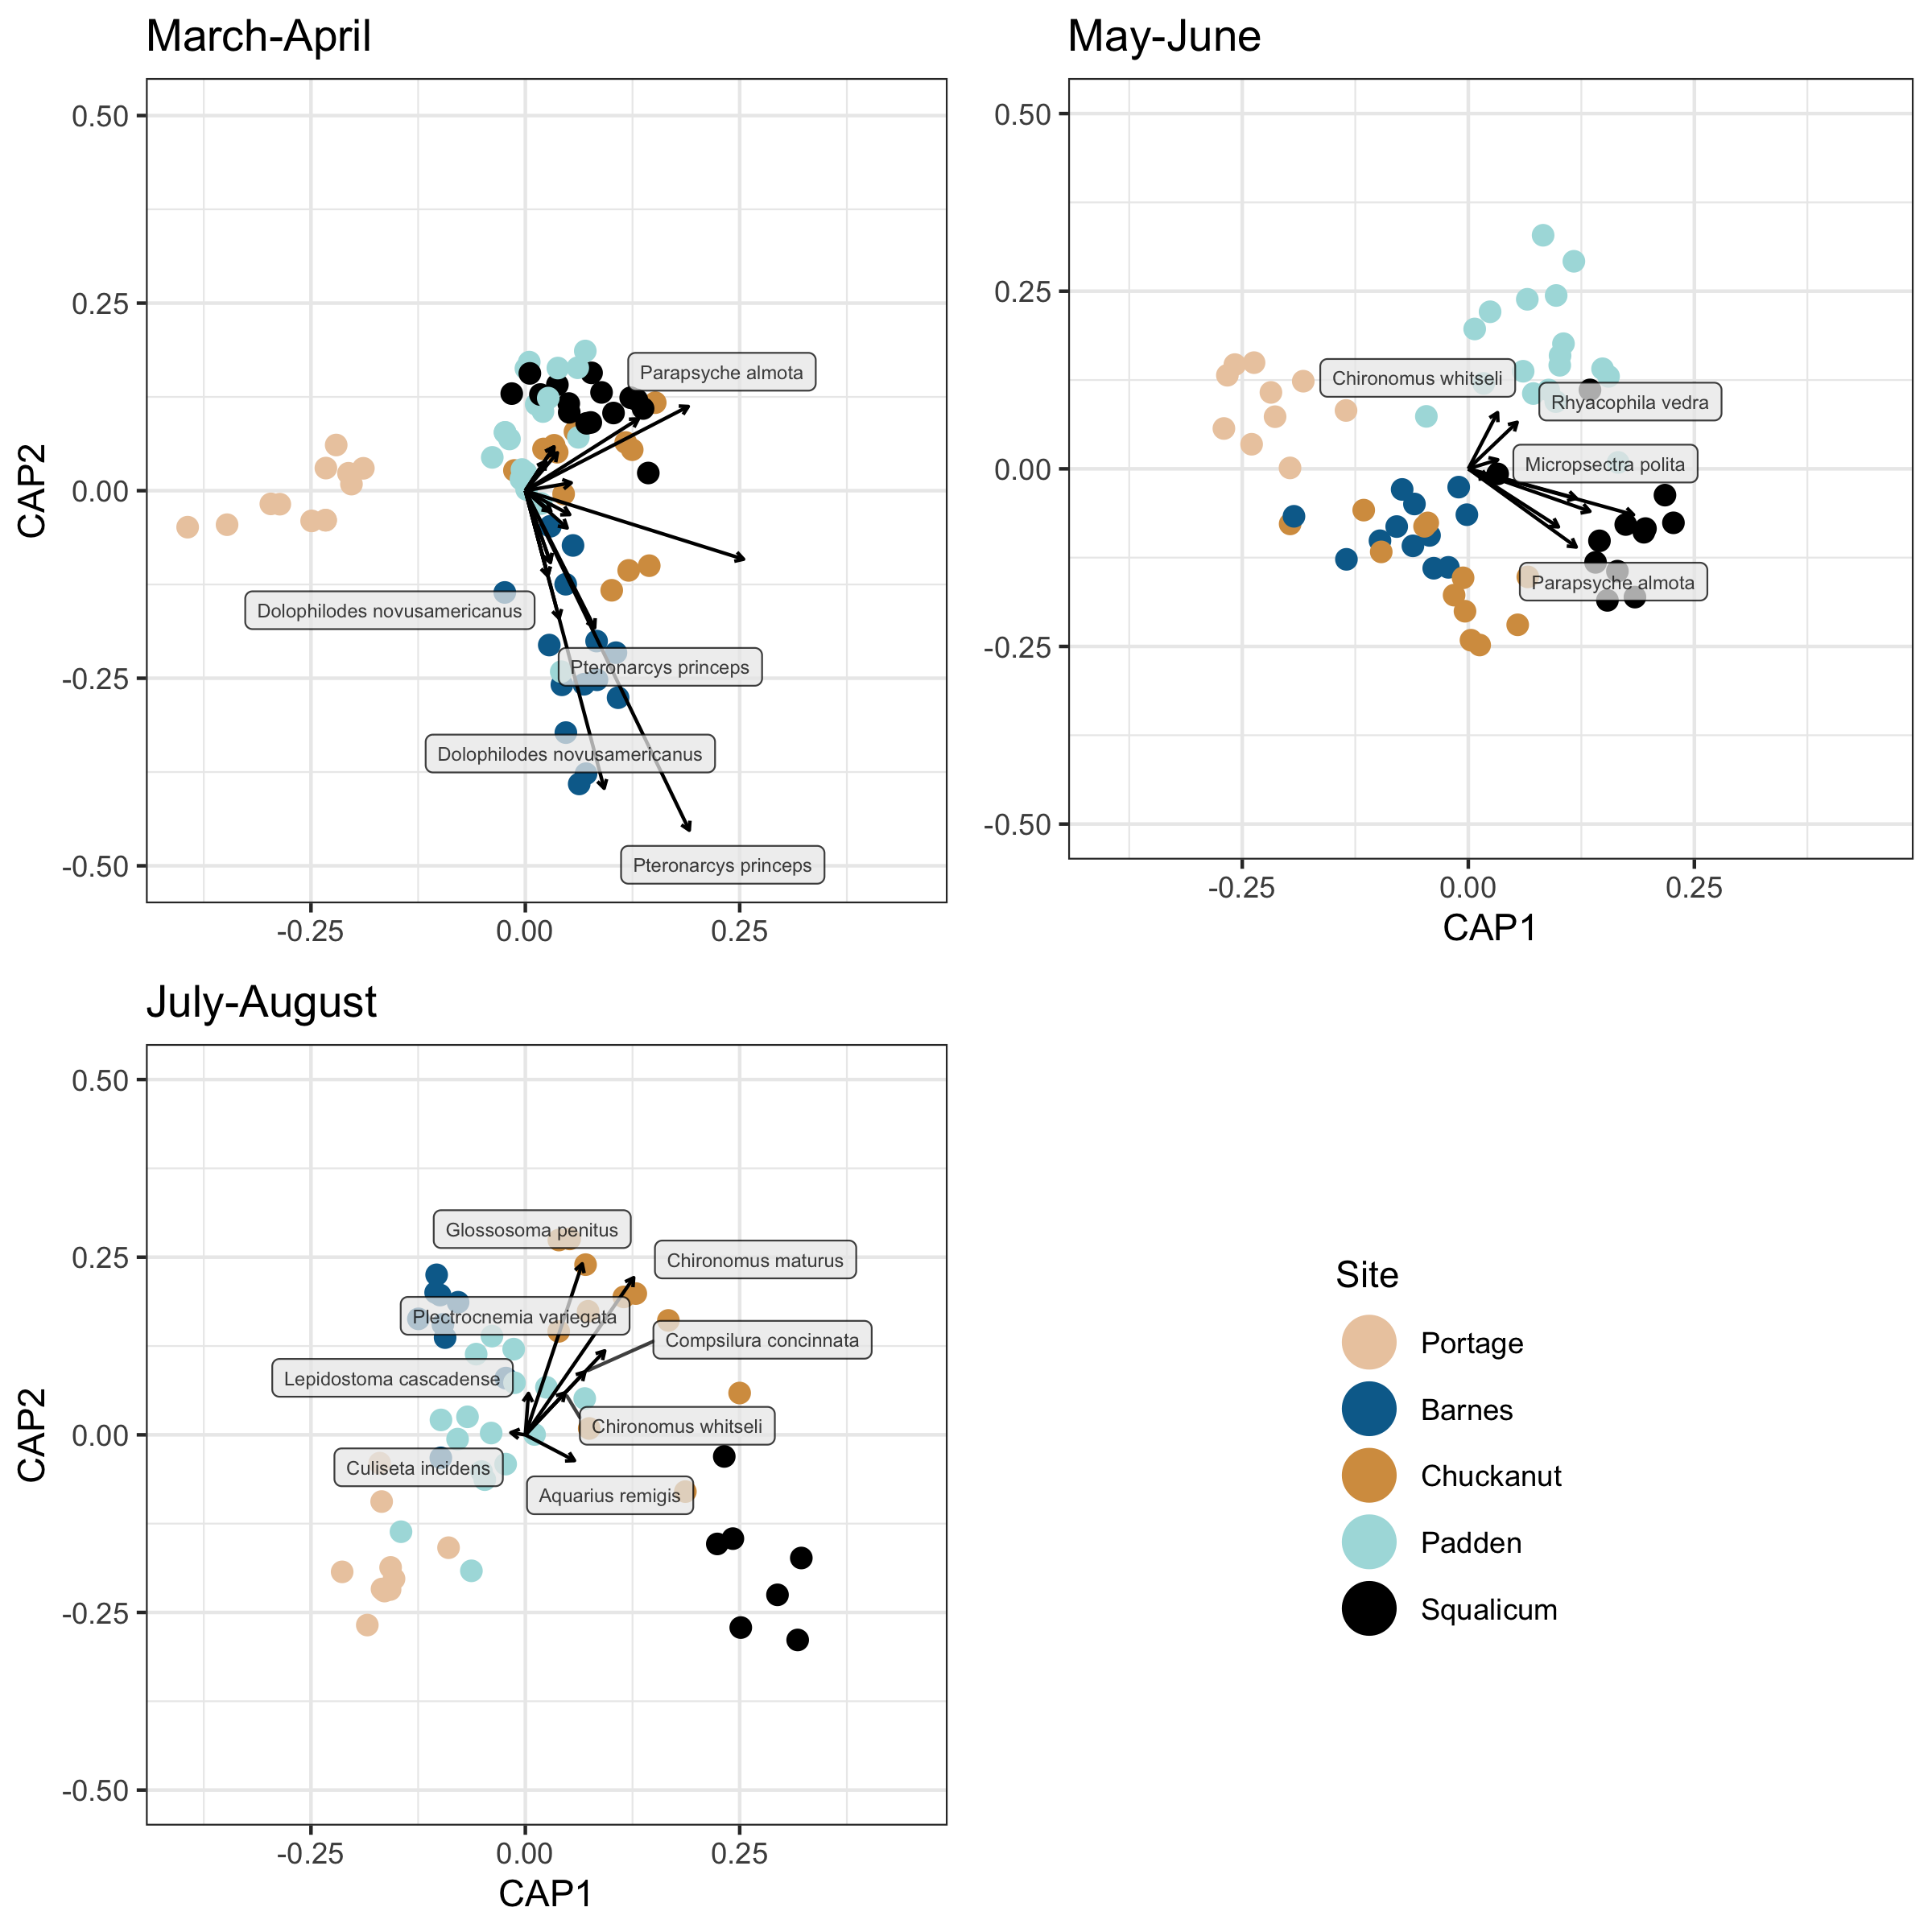 March-April
May-June
CAP2
0.50
0.25
0.00
-0.25
-0.50
Parapsyche almota
Dolophilodes novusamericanus
Pteronarcys princeps
Dolophilodes novusamericanus
Pteronarcys princeps
-0.25 0.00 0.25
0.50
0.25
0.00
-0.25
-0.50
Chironomus whitseli
Rhyacophila vedra
Micropsectra polita
Parapsyche almota
-0.25 0.00 0.25
CAP1
July-August
CAP2
0.50
0.25
0.00
-0.25
-0.50
Glossosoma penitus
Chironomus maturus
Plectrocnemia variegata
Compsilura concinnata
Lepidostoma cascadense
Chironomus whitseli
Culiseta incidens
Aquarius remigis
-0.25 0.00 0.25
CAP1
Site
Portage
Barnes
Chuckanut
Padden
Squalicum